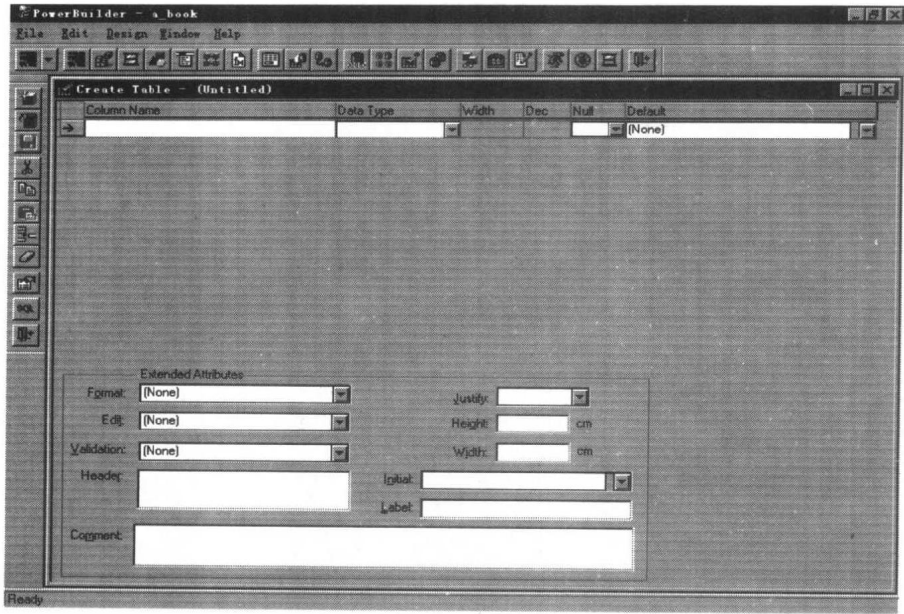 PowerBuilder - a_book
File Edit Design Window Help
Create Table - (Untitled)
Column Name Data Type Width Dec Null Default
(None)
Extended Attributes
Format: (None) Justify:
Edit: (None) Height: cm
Validation: (None) Width: cm
Header: Initial:
Label:
Comment:
SQL
Ready